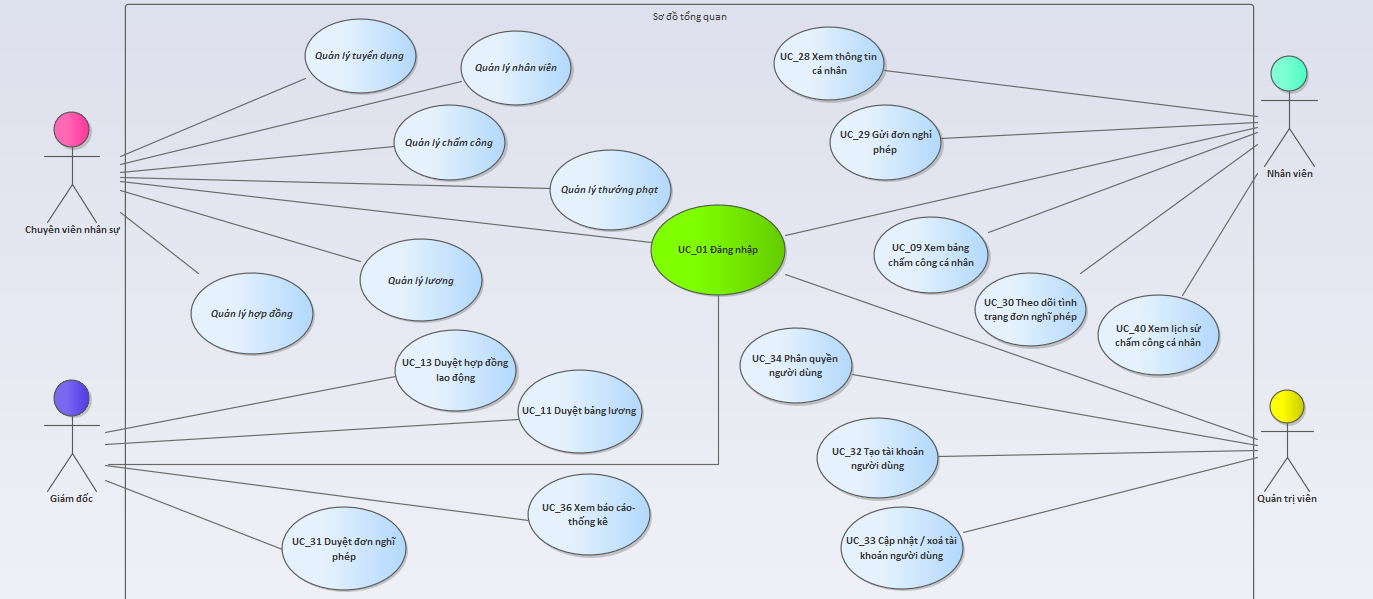 Sơ đồ tổng quan
Quản lý tuyển dụng
Quản lý nhân viên
UC_28 Xem thông tin
cá nhân
Quản lý chấm công
UC_29 Gửi đơn nghỉ
phép
Nhân viên
Quản lý thưởng phạt
Chuyên viên nhân sự
UC_01 Đăng nhập
UC_09 Xem bảng
chấm công cá nhân
Quản lý lương
Quản lý hợp đồng
UC_30 Theo dõi tình
trạng đơn nghĩ phép
UC_40 Xem lịch sử
chấm công cá nhân
UC_13 Duyệt hợp đồng
lao động
UC_34 Phân quyền
người dùng
UC_11 Duyệt bảng lương
UC_32 Tạo tài khoản
người dùng
Giám đốc
Quản trị viên
UC_36 Xem báo cáo-
thống kê
UC_31 Duyệt đơn nghĩ
phép
UC_33 Cập nhật / xoá tài
khoản người dùng